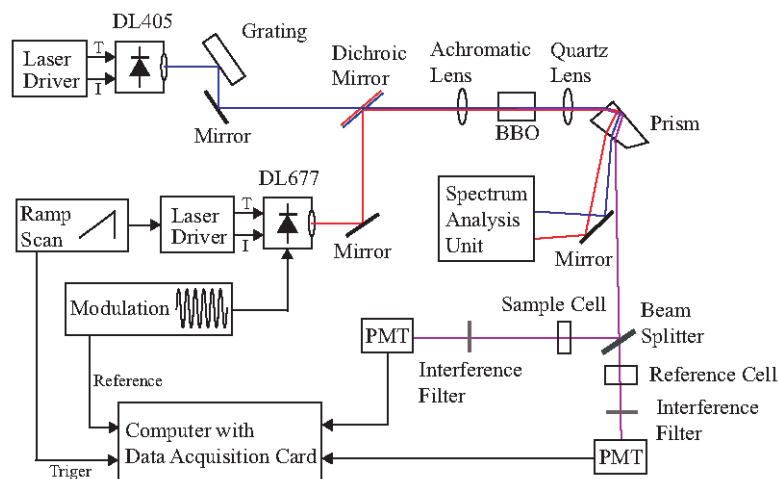 DL405
Grating
Laser
Driver
T
I
Mirror
Dichroic
Mirror
Achromatic
Lens
Quartz
Lens
BBO
Prism
DL677
Ramp
Scan
Laser
Driver
T
I
Mirror
Spectrum
Analysis
Unit
Mirror
Modulation
Sample Cell
Beam
Splitter
PMT
Interference
Filter
Reference Cell
Interference
Filter
Reference
Computer with
Data Acquisition Card
Triger
PMT